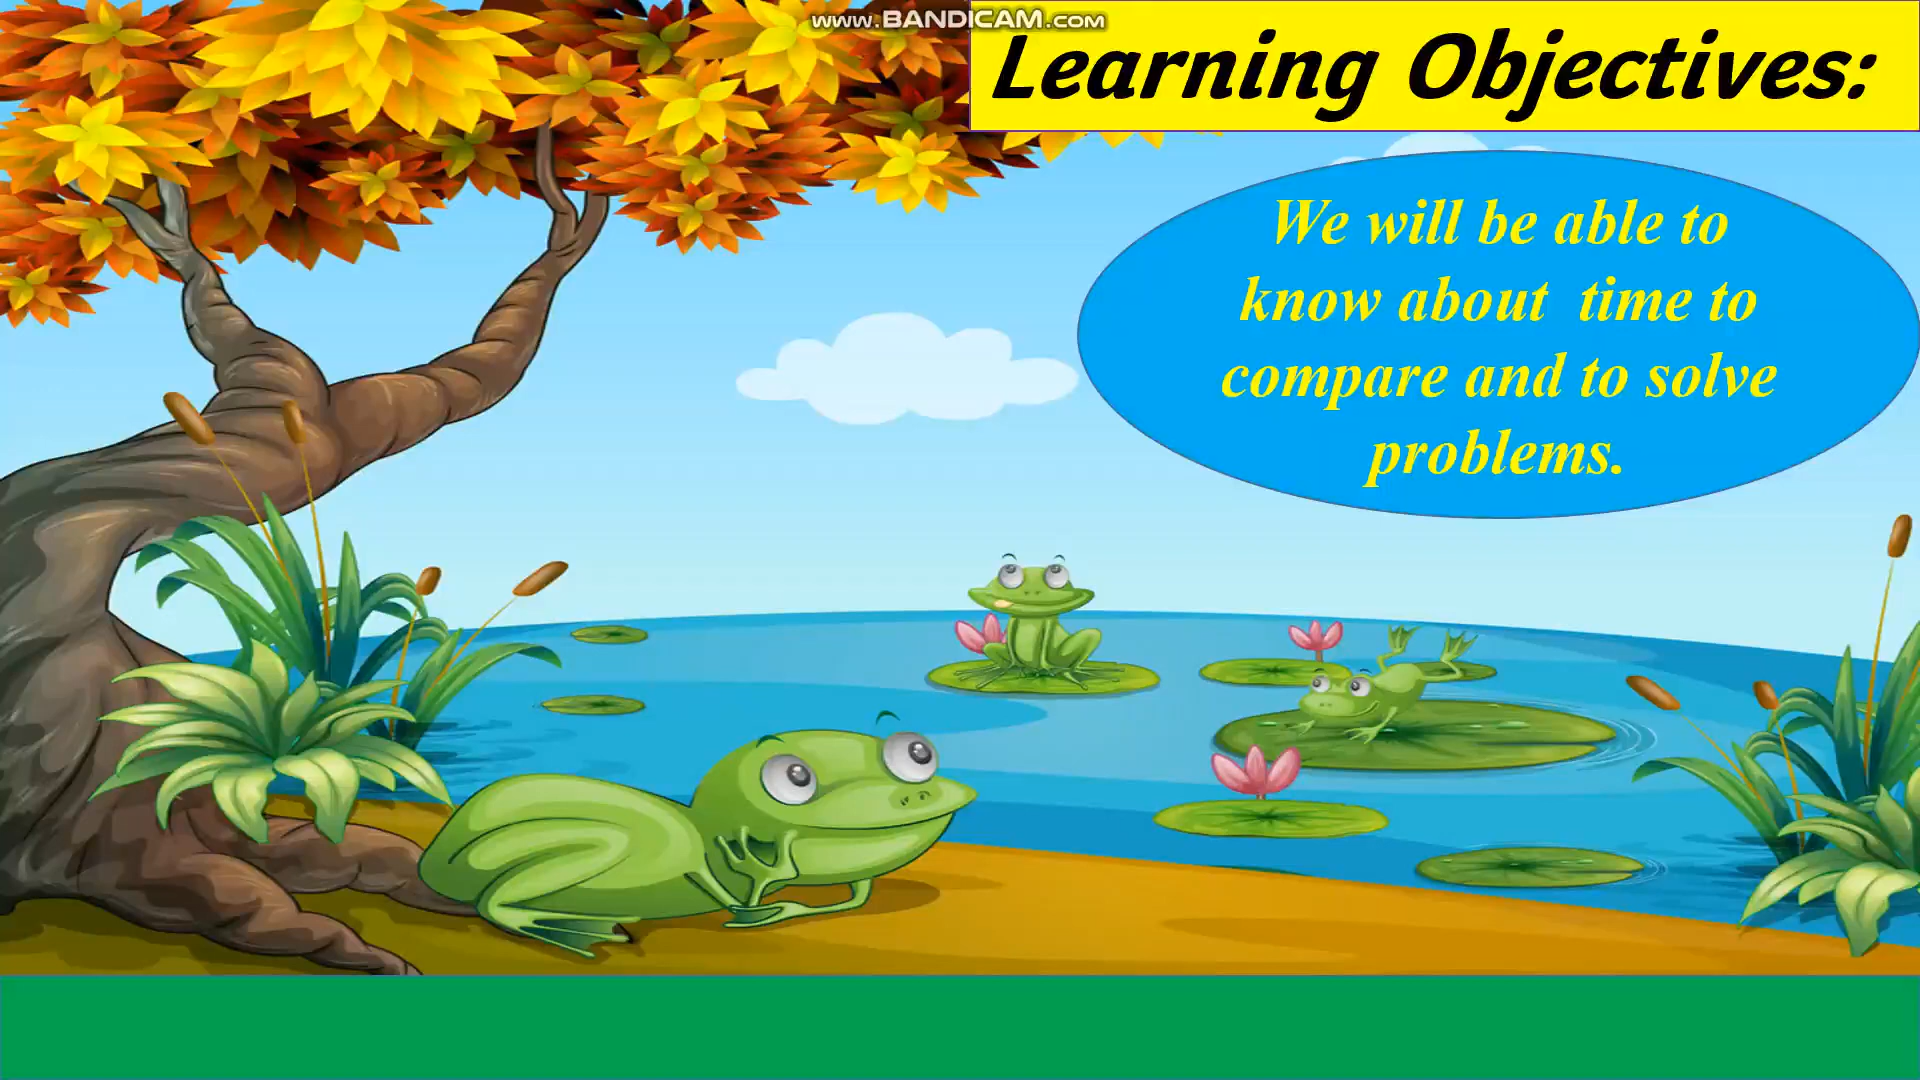 www.BANDICAM.com
Learning Objectives:
We will be able to
know about time to
compare and to solve
problems.